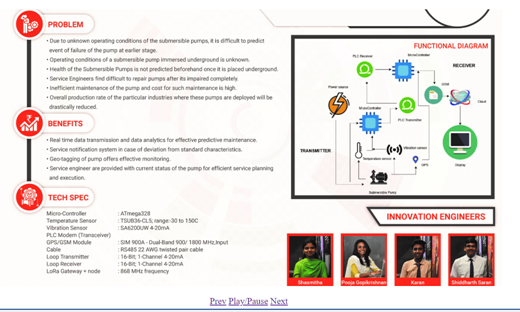 PROBLEM
• Due to unknown operating conditions of the submersible pumps, it is difficult to predict
event of failure of the pump at earlier stage.
• Operating conditions of a submersible pump immersed underground is unknown.
• Health of the Submersible Pumps is not predicted beforehand once it is placed underground.
• Service Engineers find difficult to repair pumps after its impaired completely.
• Inefficient maintenance of the pump and cost for such maintenance is high.
• Overall production rate of the particular industries where these pumps are deployed will be
drastically reduced.
BENEFITS
• Real time data transmission and data analytics for effective predictive maintenance.
• Service notification system in case of deviation from standard characteristics.
• Geo-tagging of pump offers effective monitoring.
• Service engineer are provided with current status of the pump for efficient service planning
and execution.
TECH SPEC
Micro-Controller : ATmega328
Temperature Sensor : TSUB36-CLS; range:-30 to 150C
Vibration Sensor : SA6200UW 4-20mA
PLC Modem (Transceiver)
GPS/GSM Module : SIM 900A - Dual-Band 900/ 1800 MHz,Input
Cable : RS485 22 AWG twisted pair cable
Loop Transmitter : 16-Bit; 1-Channel 4-20mA
Loop Receiver : 16-Bit; 1-Channel 4-20mA
LoRa Gateway + node : 868 MHz frequency
FUNCTIONAL DIAGRAM
PLC Receiver
MicroController
RECEIVER
Power source
GSM
Cloud
MicroController
PLC Transmitter
TRANSMITTER
Vibration sensor
Temperature sensor
GPS
Display
Submersible Pump
INNOVATION ENGINEERS
Shasmitha
Pooja Gopikrishnan
Karan
Shiddharth Saran
Prev Play/Pause Next